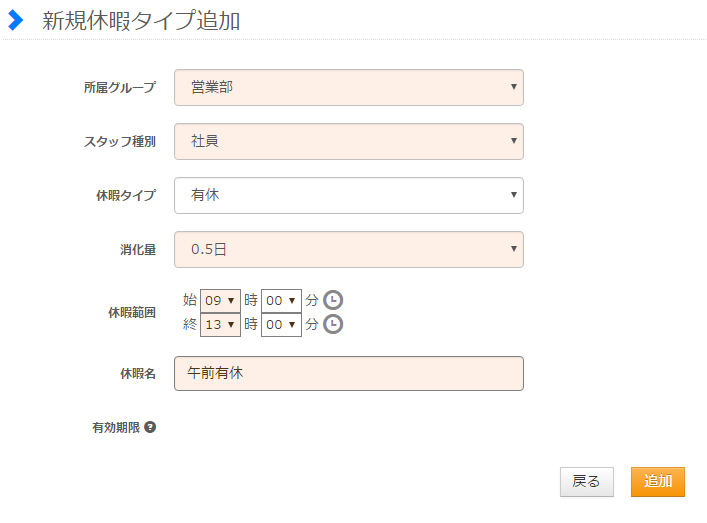 新規休暇タイプ追加
所属グループ 営業部
スタッフ種別 社員
休暇タイプ 有休
消化量 0.5日
休暇範囲 始 09 時 00 分
終 13 時 00 分
休暇名 午前有休
有効期限
戻る 追加